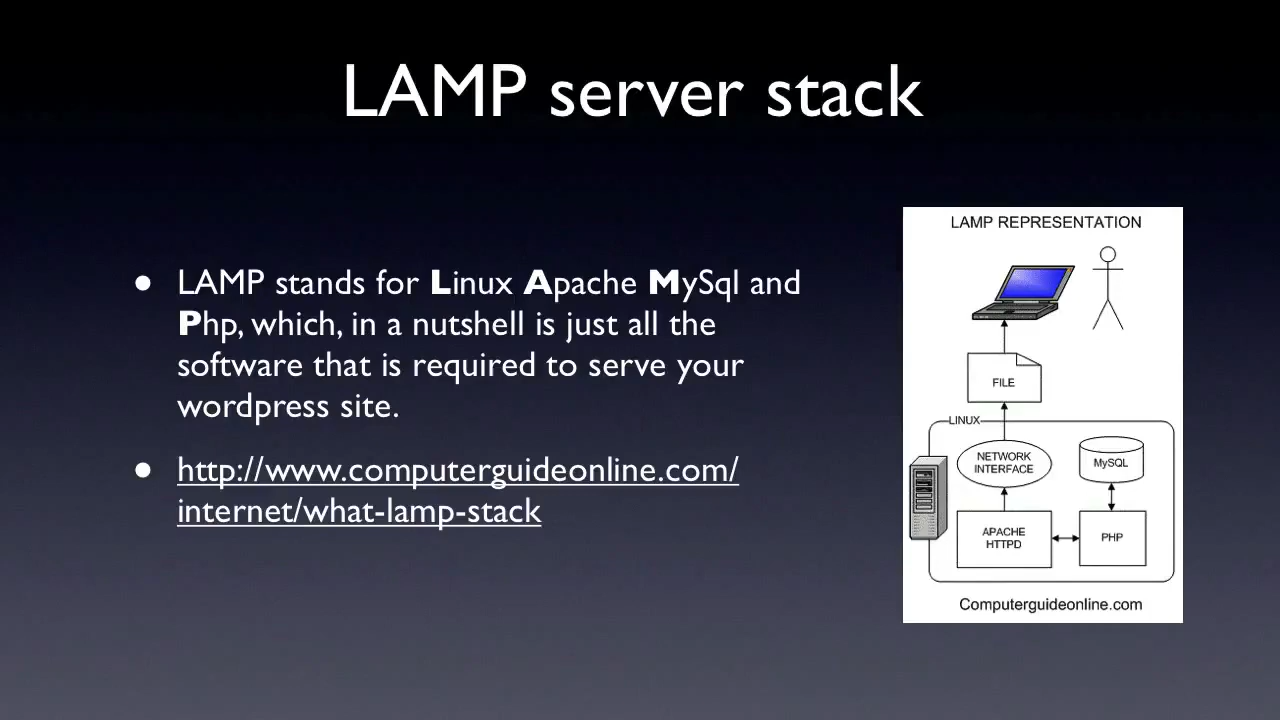 LAMP server stack
• LAMP stands for Linux Apache MySql and
Php, which, in a nutshell is just all the
software that is required to serve your
wordpress site.
• http://www.computerguideonline.com/
internet/what-lamp-stack
LAMP REPRESENTATION
FILE
LINUX
NETWORK
INTERFACE
MySQL
APACHE
HTTPD
PHP
Computerguideonline.com